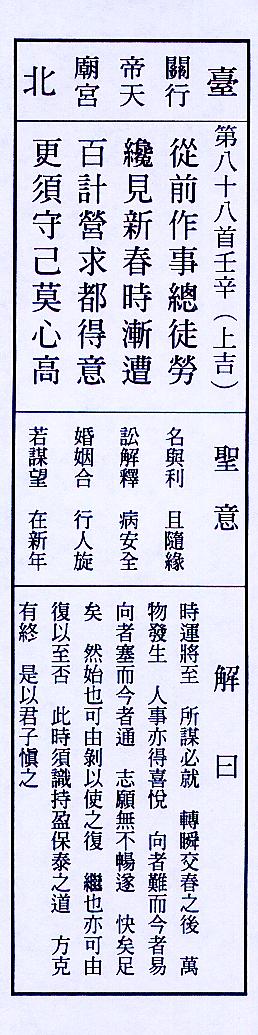 臺
關行
帝天
廟宮
北
第八十八首壬辛（上吉）
從前作事總徒勞
纔見新春時漸遭
百計營求都得意
更須守己莫心高
聖意
名與利　且隨緣
訟解釋　病安全
婚姻合　行人旋
若謀望　在新年
解曰
時運將至　所謀必就　轉瞬交春之後　萬
物發生　人事亦得喜悅　向者難而今者易
向者塞而今者通　志願無不暢遂　快矣足
矣　然始也可由剝以使之復　繼也亦可由
復以至否　此時須識持盈保泰之道　方克
有終　是以君子慎之